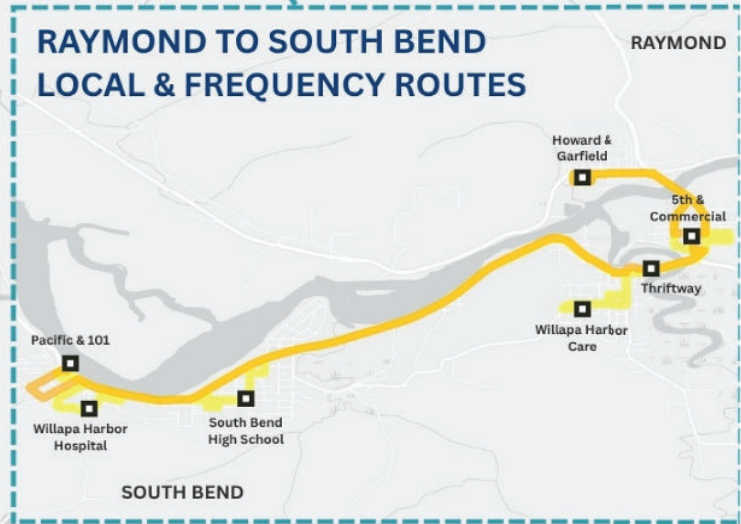 RAYMOND TO SOUTH BEND
LOCAL & FREQUENCY ROUTES
RAYMOND
Howard &
Garfield
5th &
Commercial
Thriftway
Willapa Harbor
Care
Pacific & 101
Willapa Harbor
Hospital
South Bend
High School
SOUTH BEND